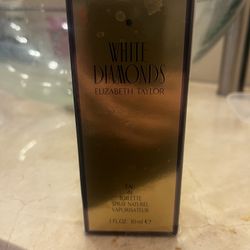 WHITE
DIAMONDS
ELIZABETH TAYLOR
EAU
de
TOILETTE
SPRAY NATUREL
VAPORISATEUR
1 FL.OZ. 30 ml ℮